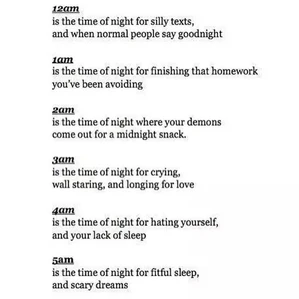 12am
is the time of night for silly texts,
and when normal people say goodnight
1am
is the time of night for finishing that homework
you've been avoiding
2am
is the time of night where your demons
come out for a midnight snack.
3am
is the time of night for crying,
wall staring, and longing for love
4am
is the time of night for hating yourself,
and your lack of sleep
5am
is the time of night for fitful sleep,
and scary dreams